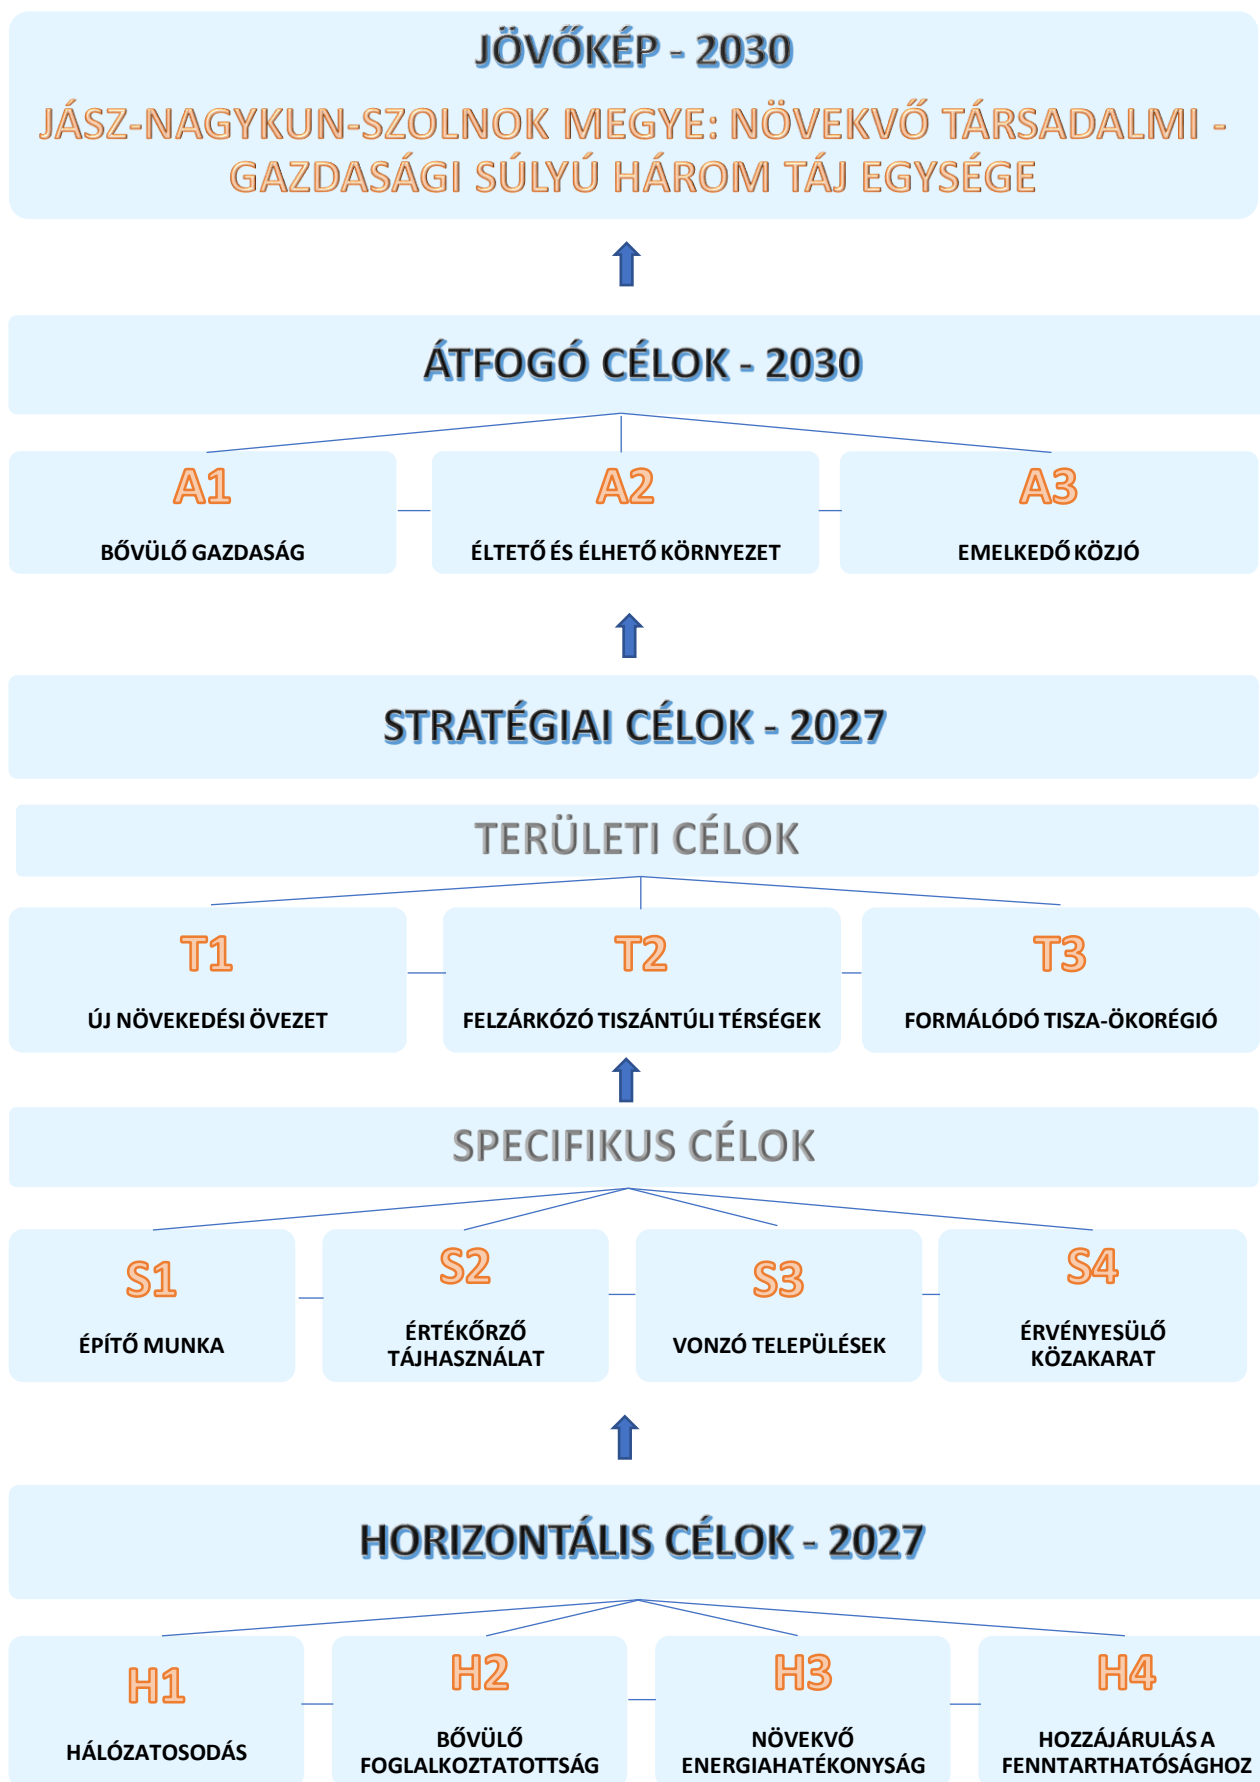 JÖVŐKÉP - 2030
JÁSZ-NAGYKUN-SZOLNOK MEGYE: NÖVEKVŐ TÁRSADALMI -
GAZDASÁGI SÚLYÚ HÁROM TÁJ EGYSÉGE
ÁTFOGÓ CÉLOK - 2030
A1
BŐVÜLŐ GAZDASÁG
A2
ÉLTETŐ ÉS ÉLHETŐ KÖRNYEZET
A3
EMELKEDŐ KÖZJÓ
STRATÉGIAI CÉLOK - 2027
TERÜLETI CÉLOK
T1
ÚJ NÖVEKEDÉSI ÖVEZET
T2
FELZÁRKÓZÓ TISZÁNTÚLI TÉRSÉGEK
T3
FORMÁLÓDÓ TISZA-ÖKORÉGIÓ
SPECIFIKUS CÉLOK
S1
ÉPÍTŐ MUNKA
S2
ÉRTÉKŐRZŐ
TÁJHASZNÁLAT
S3
VONZÓ TELEPÜLÉSEK
S4
ÉRVÉNYESÜLŐ
KÖZAKARAT
HORIZONTÁLIS CÉLOK - 2027
H1
HÁLÓZATOSODÁS
H2
BŐVÜLŐ
FOGLALKOZTATOTTSÁG
H3
NÖVEKVŐ
ENERGIAHATÉKONYSÁG
H4
HOZZÁJÁRULÁS A
FENNTARTHATÓSÁGHOZ